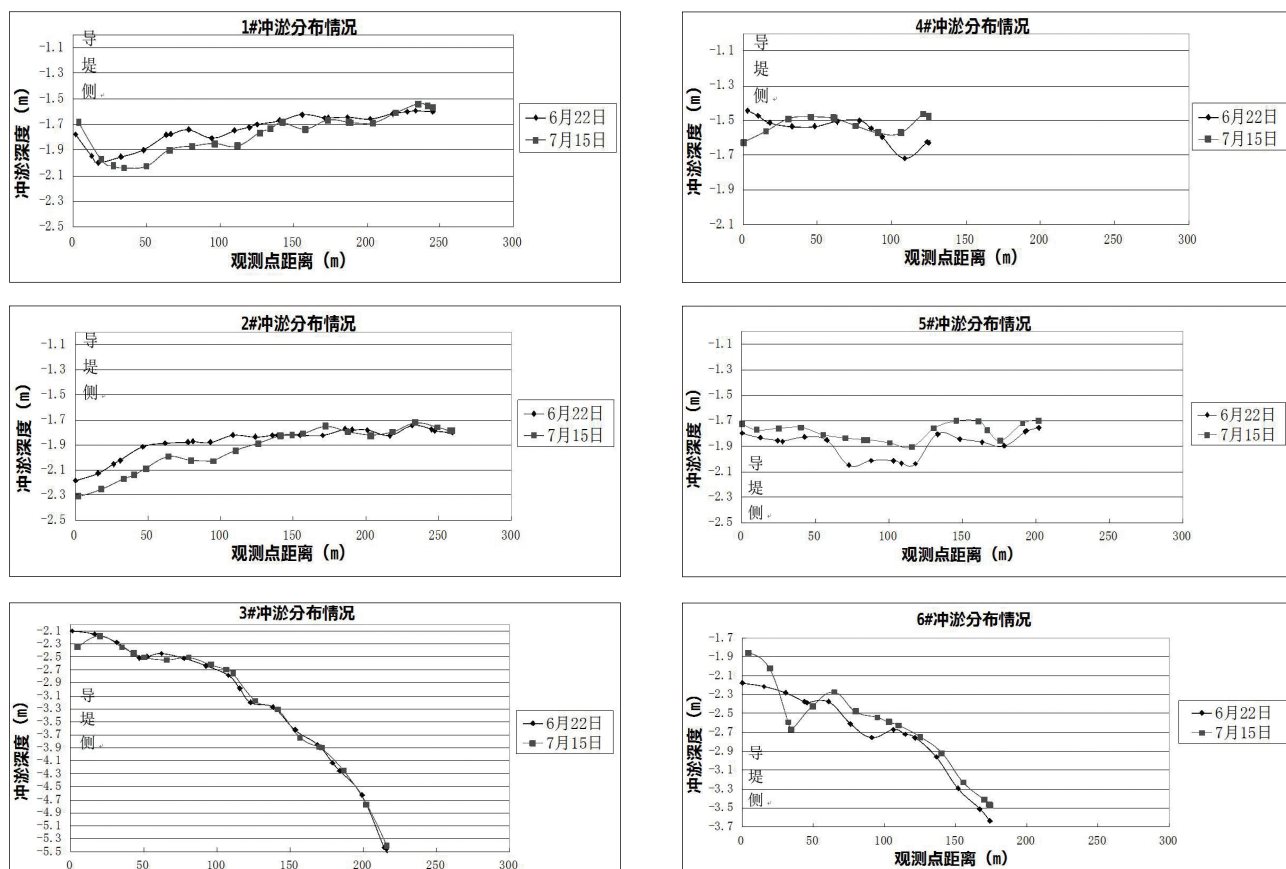 1#冲淤分布情况
冲淤深度（m）
-1.1
-1.3
-1.5
-1.7
-1.9
-2.1
-2.3
-2.5
导
堤
侧
0 50 100 150 200 250 300
观测点距离（m）
6月22日
7月15日
2#冲淤分布情况
冲淤深度（m）
-1.1
-1.3
-1.5
-1.7
-1.9
-2.1
-2.3
-2.5
导
堤
侧
0 50 100 150 200 250 300
观测点距离（m）
6月22日
7月15日
3#冲淤分布情况
冲淤深度（m）
-2.1
-2.3
-2.5
-2.7
-2.9
-3.1
-3.3
-3.5
-3.7
-3.9
-4.1
-4.3
-4.5
-4.7
-4.9
-5.1
-5.3
-5.5
导
堤
侧
0 50 100 150 200 250 300
6月22日
7月15日
4#冲淤分布情况
冲淤深度（m）
-1.1
-1.3
-1.5
-1.7
-1.9
-2.1
导
堤
侧
0 50 100 150 200 250 300
观测点距离（m）
6月22日
7月15日
5#冲淤分布情况
冲淤深度（m）
-1.1
-1.3
-1.5
-1.7
-1.9
-2.1
-2.3
-2.5
导
堤
侧
0 50 100 150 200 250 300
观测点距离（m）
6月22日
7月15日
6#冲淤分布情况
冲淤深度（m）
-1.7
-1.9
-2.1
-2.3
-2.5
-2.7
-2.9
-3.1
-3.3
-3.5
-3.7
导
堤
侧
0 50 100 150 200 250 300
观测点距离（m）
6月22日
7月15日